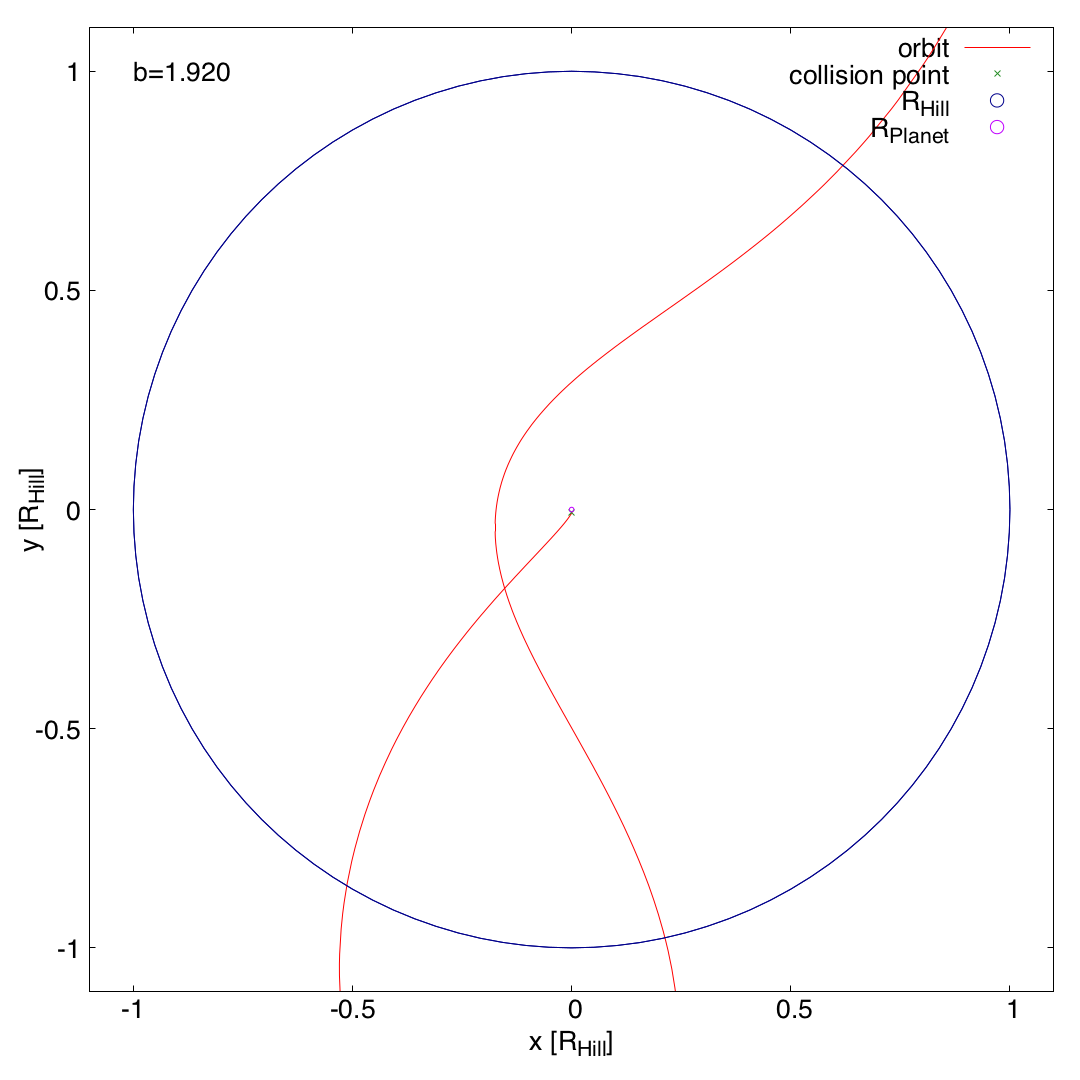 b=1.920
orbit
collision point
R_Hill
R_Planet
1
0.5
0
-0.5
-1
y [R_Hill]
-1
-0.5
0
0.5
1
x [R_Hill]